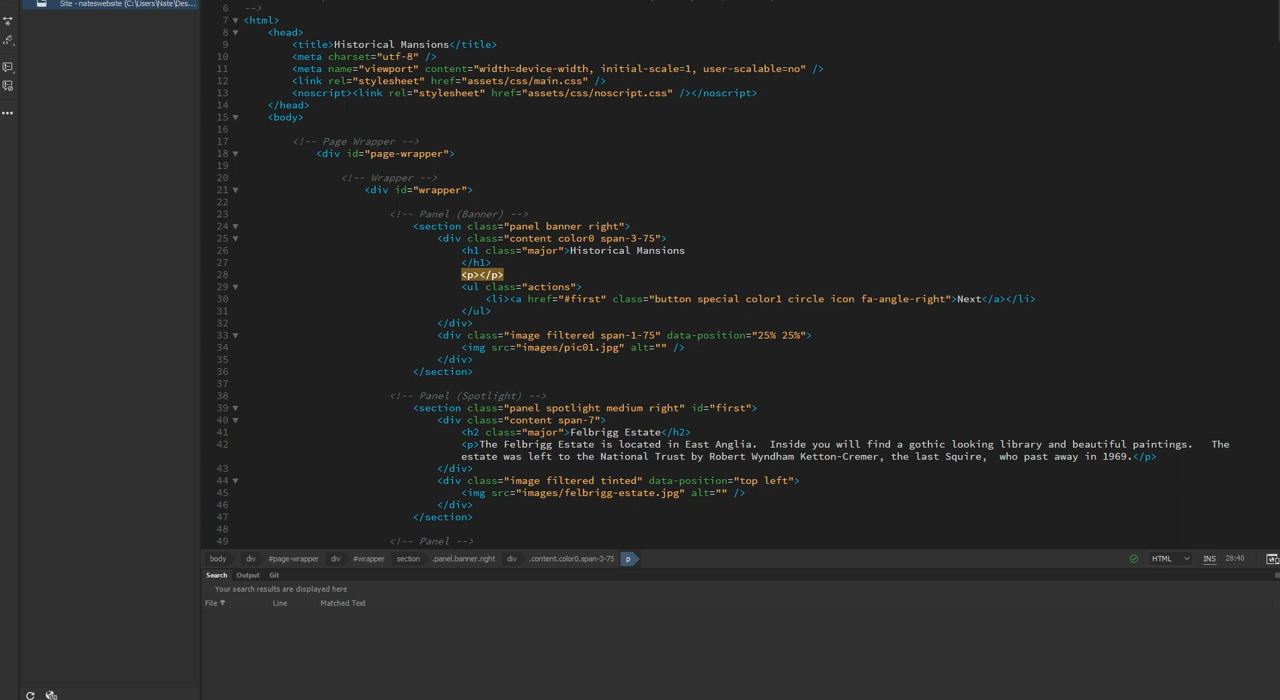 Site - nateswebsite (C:\Users\Nate\Des...
6 -->
7 <html>
8 <head>
9 <title>Historical Mansions</title>
10 <meta charset="utf-8" />
11 <meta name="viewport" content="width=device-width, initial-scale=1, user-scalable=no" />
12 <link rel="stylesheet" href="assets/css/main.css" />
13 <noscript><link rel="stylesheet" href="assets/css/noscript.css" /></noscript>
14 </head>
15 <body>
16
17 <!-- Page Wrapper -->
18 <div id="page-wrapper">
19
20 <!-- Wrapper -->
21 <div id="wrapper">
22
23 <!-- Panel (Banner) -->
24 <section class="panel banner right">
25 <div class="content color0 span-3-75">
26 <h1 class="major">Historical Mansions
27 </h1>
28 <p></p>
29 <ul class="actions">
30 <li><a href="#first" class="button special color1 circle icon fa-angle-right">Next</a></li>
31 </ul>
32 </div>
33 <div class="image filtered span-1-75" data-position="25% 25%">
34 <img src="images/pic01.jpg" alt="" />
35 </div>
36 </section>
37
38 <!-- Panel (Spotlight) -->
39 <section class="panel spotlight medium right" id="first">
40 <div class="content span-7">
41 <h2 class="major">Felbrigg Estate</h2>
42 <p>The Felbrigg Estate is located in East Anglia.  Inside you will find a gothic looking library and beautiful paintings.   The
estate was left to the National Trust by Robert Wyndham Ketton-Cremer, the last Squire,  who past away in 1969.</p>
43 </div>
44 <div class="image filtered tinted" data-position="top left">
45 <img src="images/felbrigg-estate.jpg" alt="" />
46 </div>
47 </section>
48
49 <!-- Panel -->
body div #page-wrapper div #wrapper section .panel.banner.right div .content.color0.span-3-75 p HTML INS 28:40
Search Output Git
Your search results are displayed here
File Line Matched Text